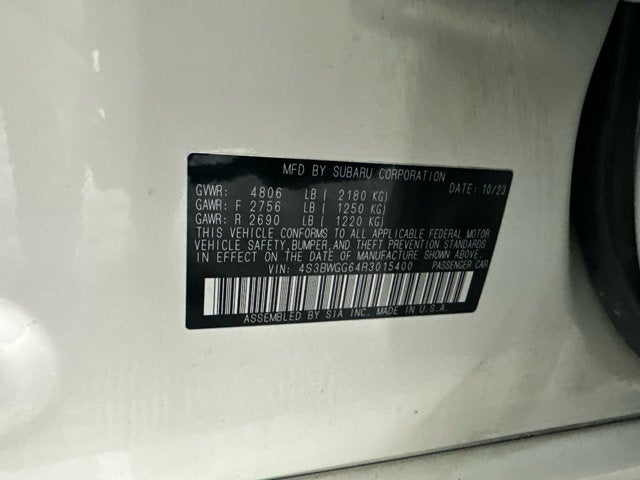 MFD BY SUBARU CORPORATION
GVWR: 4806 LB ( 2180 KG) DATE: 10/23
GAWR: F 2756 LB ( 1250 KG)
GAWR: R 2690 LB ( 1220 KG)
THIS VEHICLE CONFORMS TO ALL APPLICABLE FEDERAL MOTOR
VEHICLE SAFETY, BUMPER, AND THEFT PREVENTION STANDARDS
IN EFFECT ON THE DATE OF MANUFACTURE SHOWN ABOVE.
VIN: 4S3BWGG64R3015400 PASSENGER CAR
ASSEMBLED BY SIA INC. MADE IN U.S.A.